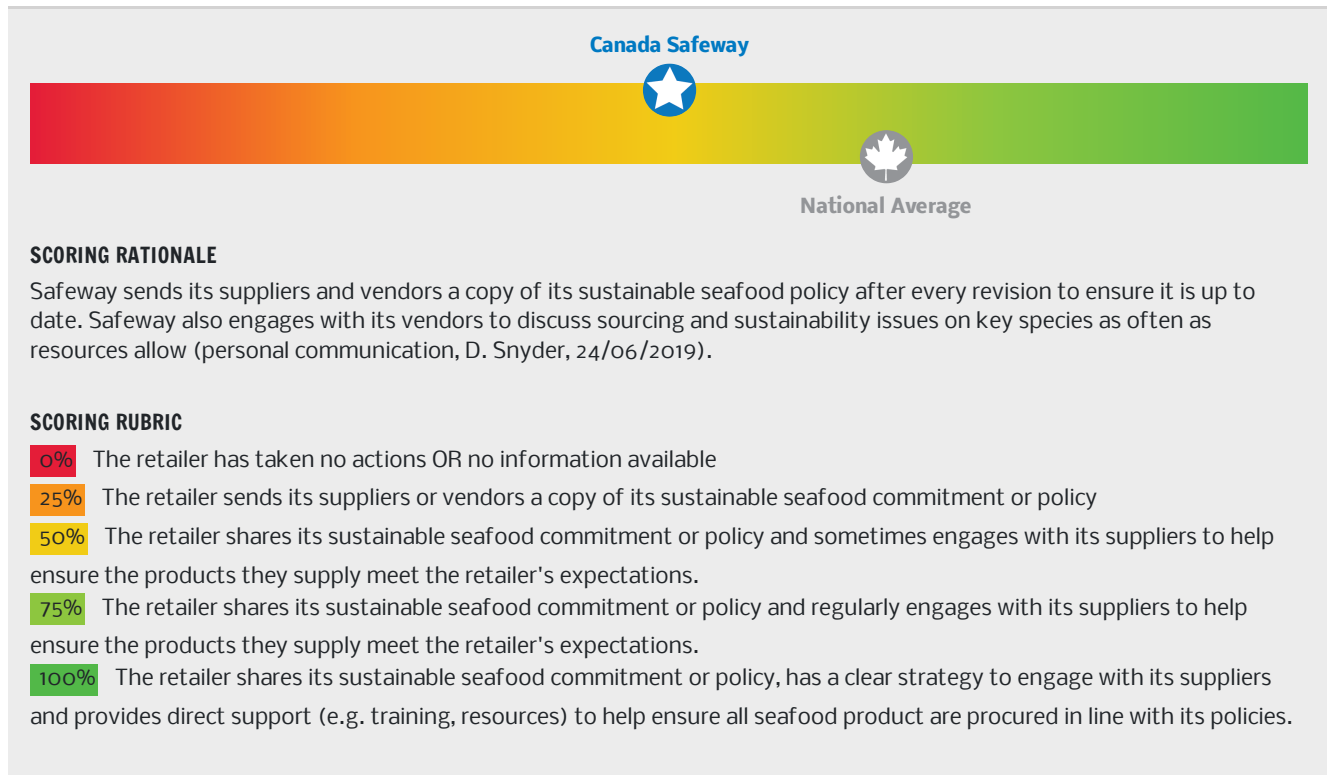 Canada Safeway
National Average
SCORING RATIONALE
Safeway sends its suppliers and vendors a copy of its sustainable seafood policy after every revision to ensure it is up to
date. Safeway also engages with its vendors to discuss sourcing and sustainability issues on key species as often as
resources allow (personal communication, D. Snyder, 24/06/2019).
SCORING RUBRIC
0% The retailer has taken no actions OR no information available
25% The retailer sends its suppliers or vendors a copy of its sustainable seafood commitment or policy
50% The retailer shares its sustainable seafood commitment or policy and sometimes engages with its suppliers to help
ensure the products they supply meet the retailer's expectations.
75% The retailer shares its sustainable seafood commitment or policy and regularly engages with its suppliers to help
ensure the products they supply meet the retailer's expectations.
100% The retailer shares its sustainable seafood commitment or policy, has a clear strategy to engage with its suppliers
and provides direct support (e.g. training, resources) to help ensure all seafood product are procured in line with its policies.